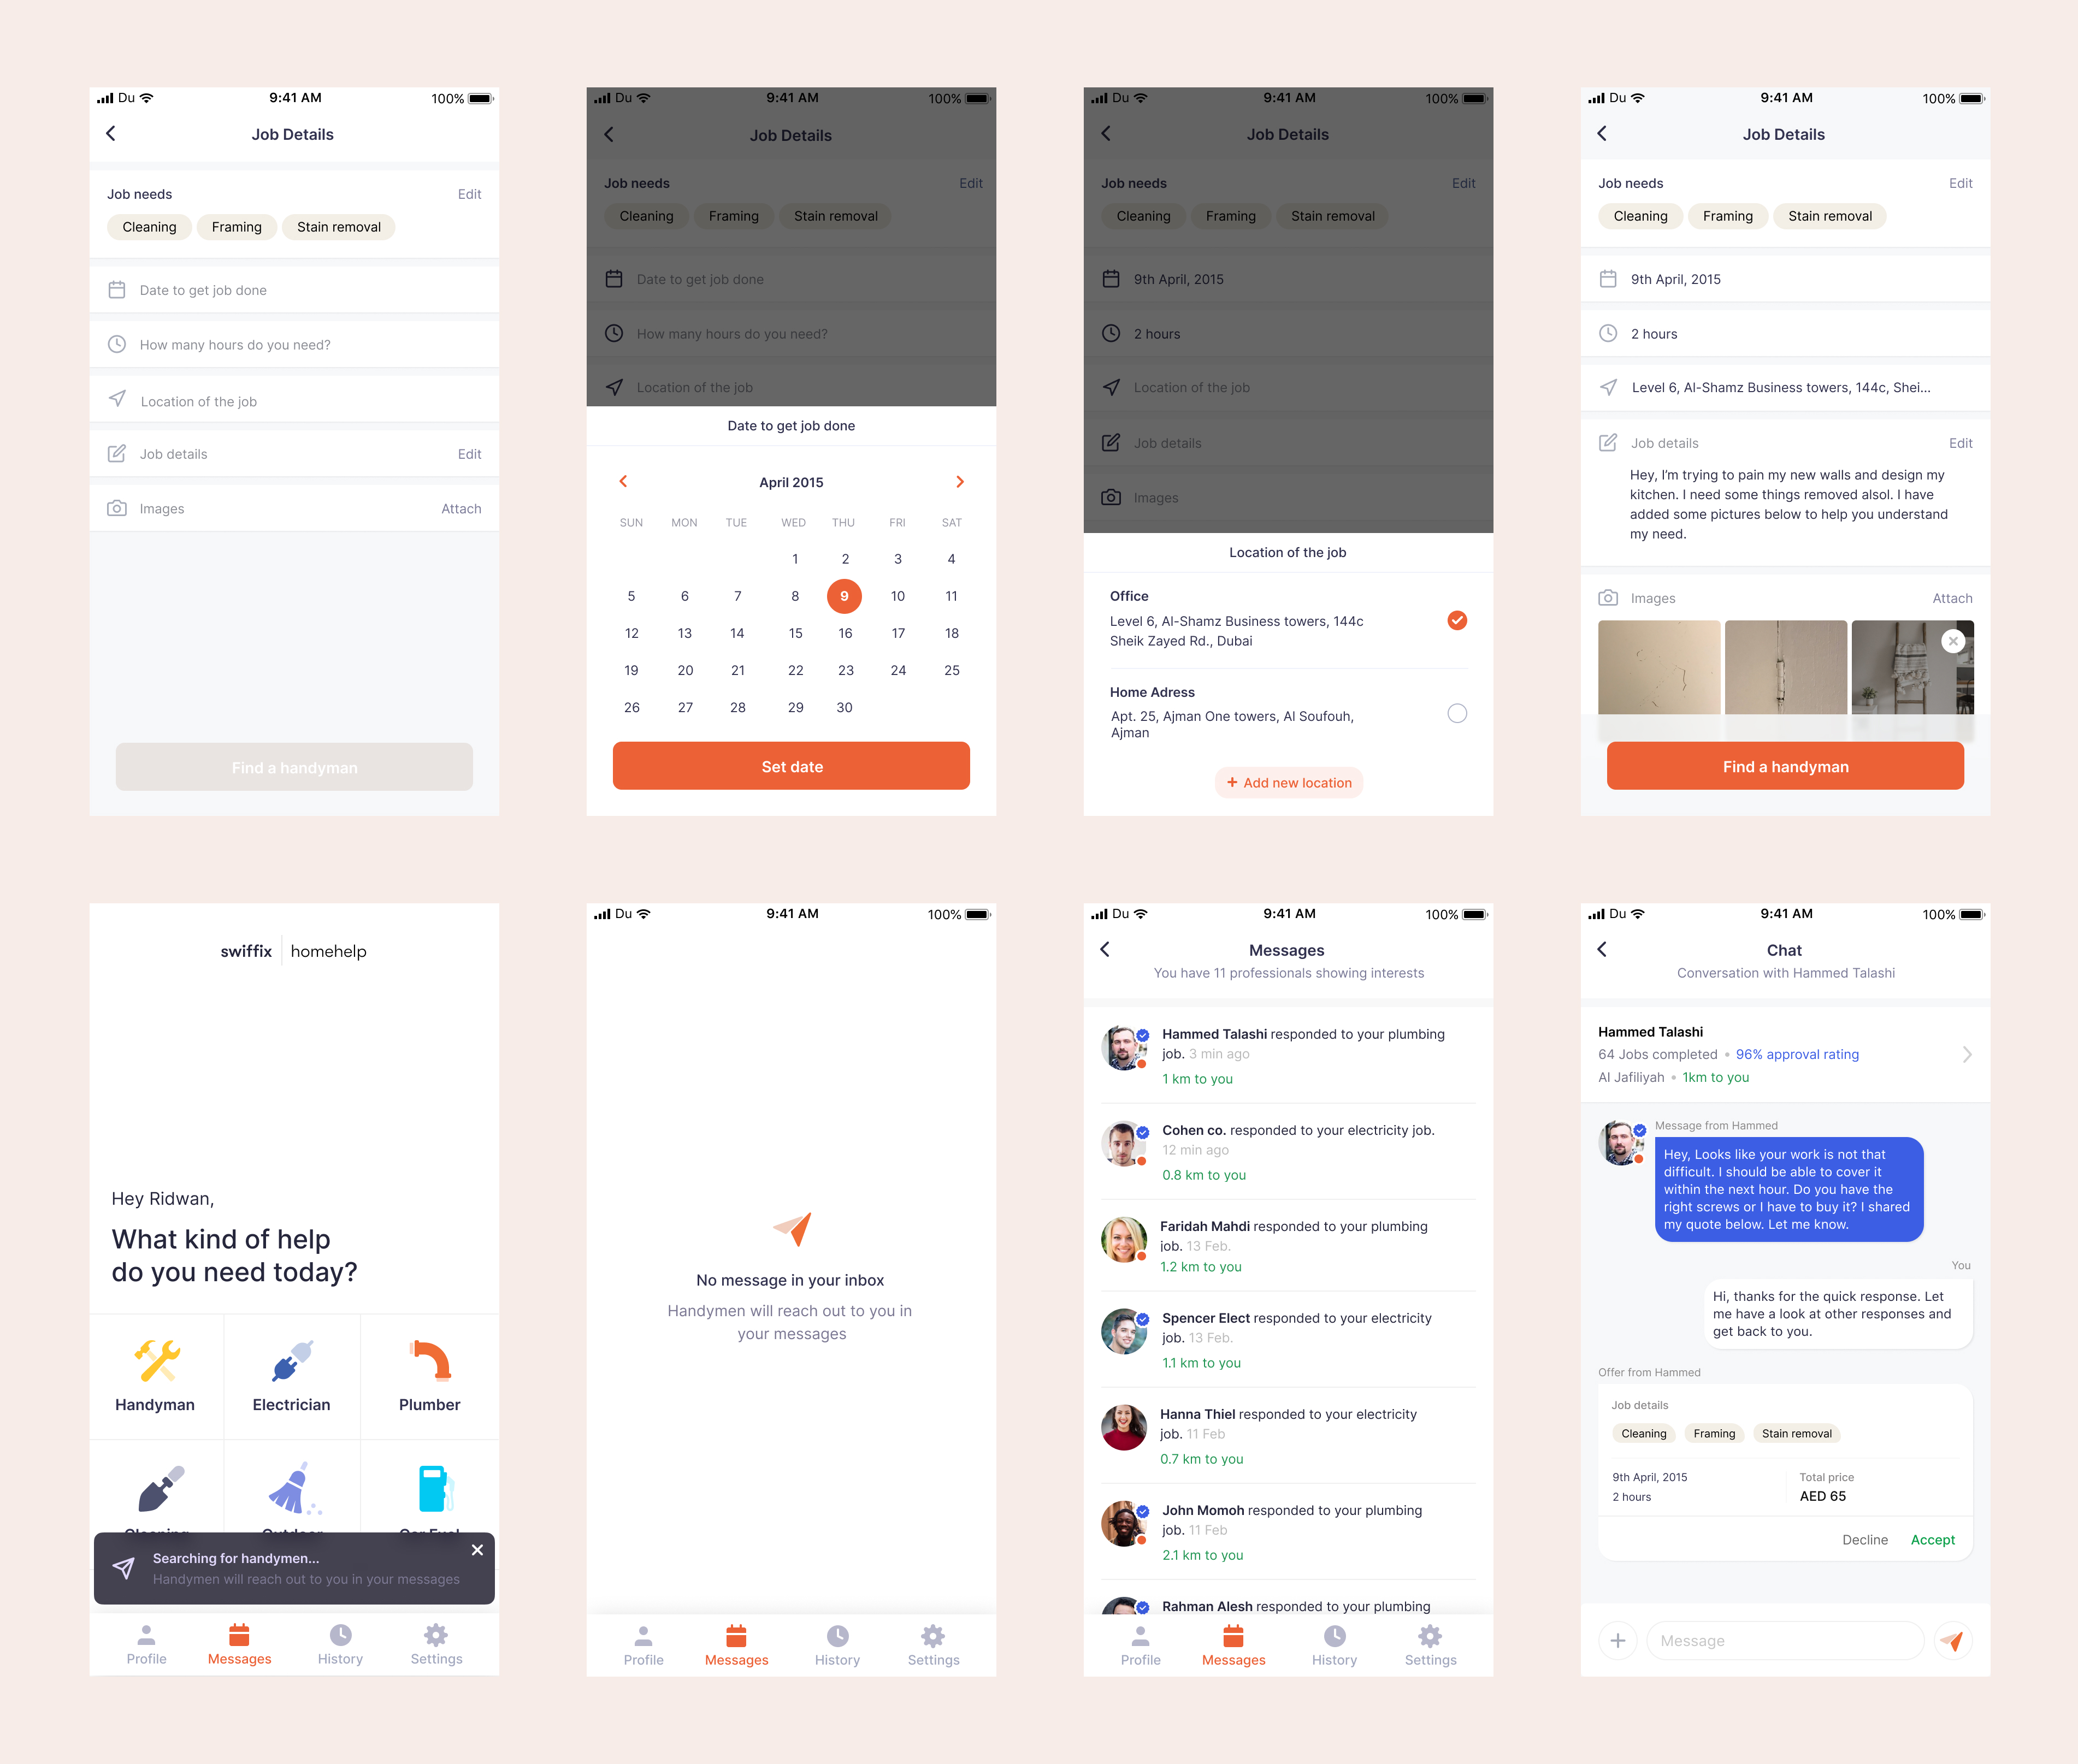 Du 9:41 AM 100%
Job Details
Job needs Edit
Cleaning Framing Stain removal
Date to get job done
How many hours do you need?
Location of the job
Job details Edit
Images Attach
Find a handyman
Du 9:41 AM 100%
Job Details
Job needs Edit
Cleaning Framing Stain removal
Date to get job done
How many hours do you need?
Location of the job
Date to get job done
April 2015
SUN MON TUE WED THU FRI SAT
1 2 3 4
5 6 7 8 9 10 11
12 13 14 15 16 17 18
19 20 21 22 23 24 25
26 27 28 29 30
Set date
Du 9:41 AM 100%
Job Details
Job needs Edit
Cleaning Framing Stain removal
9th April, 2015
2 hours
Location of the job
Job details
Images
Location of the job
Office
Level 6, Al-Shamz Business towers, 144c
Sheik Zayed Rd., Dubai
Home Adress
Apt. 25, Ajman One towers, Al Soufouh,
Ajman
+ Add new location
Du 9:41 AM 100%
Job Details
Job needs Edit
Cleaning Framing Stain removal
9th April, 2015
2 hours
Level 6, Al-Shamz Business towers, 144c, Shei...
Job details Edit
Hey, I'm trying to pain my new walls and design my
kitchen. I need some things removed alsol. I have
added some pictures below to help you understand
my need.
Images Attach
Find a handyman
swiffix | homehelp
Hey Ridwan,
What kind of help
do you need today?
Handyman Electrician Plumber
Cleaning Outdoor Car Fuel
Searching for handymen...
Handymen will reach out to you in your messages
Profile Messages History Settings
Du 9:41 AM 100%
No message in your inbox
Handymen will reach out to you in
your messages
Profile Messages History Settings
Du 9:41 AM 100%
Messages
You have 11 professionals showing interests
Hammed Talashi responded to your plumbing
job. 3 min ago
1 km to you
Cohen co. responded to your electricity job.
12 min ago
0.8 km to you
Faridah Mahdi responded to your plumbing
job. 13 Feb.
1.2 km to you
Spencer Elect responded to your electricity
job. 13 Feb.
1.1 km to you
Hanna Thiel responded to your electricity
job. 11 Feb
0.7 km to you
John Momoh responded to your plumbing
job. 11 Feb
2.1 km to you
Rahman Alesh responded to your plumbing
Profile Messages History Settings
Du 9:41 AM 100%
Chat
Conversation with Hammed Talashi
Hammed Talashi
64 Jobs completed • 96% approval rating
Al Jafiliyah • 1km to you
Message from Hammed
Hey, Looks like your work is not that
difficult. I should be able to cover it
within the next hour. Do you have the
right screws or I have to buy it? I shared
my quote below. Let me know.
You
Hi, thanks for the quick response. Let
me have a look at other responses and
get back to you.
Offer from Hammed
Job details
Cleaning Framing Stain removal
9th April, 2015 Total price
2 hours AED 65
Decline Accept
Message